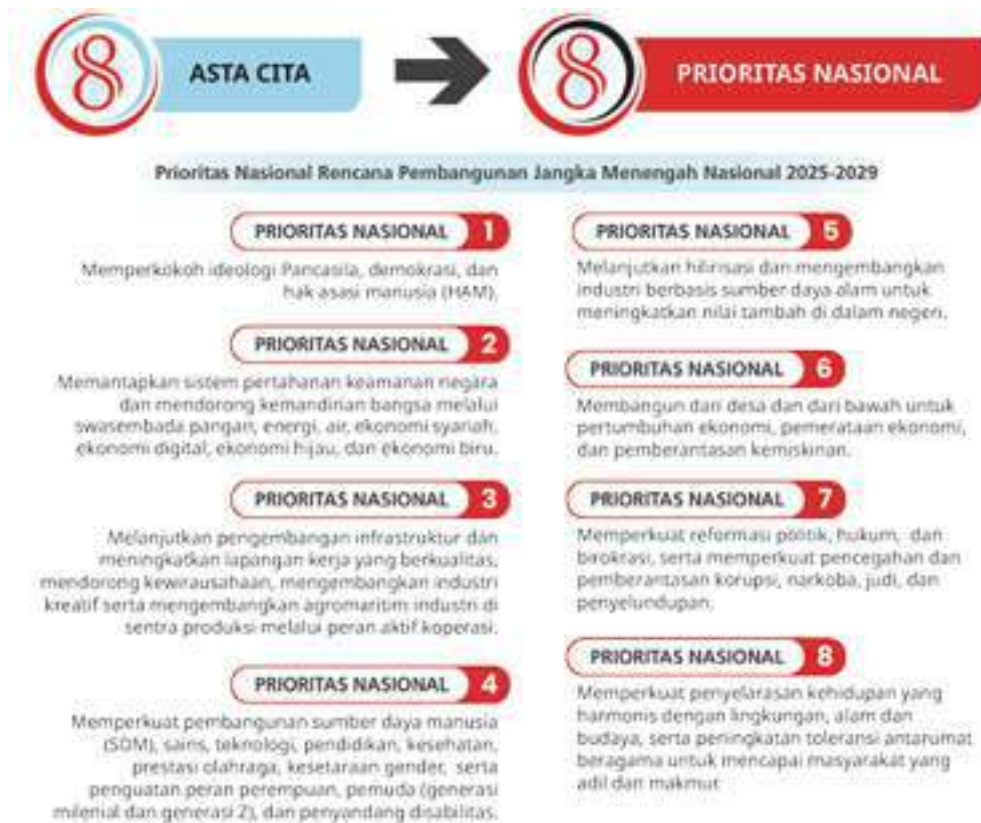 8 ASTA CITA
8 PRIORITAS NASIONAL
Prioritas Nasional Rencana Pembangunan Jangka Menengah Nasional 2025-2029
PRIORITAS NASIONAL 1
Memperkokoh ideologi Pancasila, demokrasi, dan
hak asasi manusia (HAM).
PRIORITAS NASIONAL 2
Memantapkan sistem pertahanan keamanan negara
dan mendorong kemandirian bangsa melalui
swasembada pangan, energi, air, ekonomi syariah,
ekonomi digital, ekonomi hijau, dan ekonomi biru.
PRIORITAS NASIONAL 3
Melanjutkan pengembangan infrastruktur dan
meningkatkan lapangan kerja yang berkualitas,
mendorong kewirausahaan, mengembangkan industri
kreatif serta mengembangkan agromaritim industri di
sentra produksi melalui peran aktif koperasi.
PRIORITAS NASIONAL 4
Memperkuat pembangunan sumber daya manusia
(SDM), sains, teknologi, pendidikan, kesehatan,
prestasi olahraga, kesetaraan gender, serta
penguatan peran perempuan, pemuda (generasi
milenial dan generasi Z), dan penyandang disabilitas.
PRIORITAS NASIONAL 5
Melanjutkan hilirisasi dan mengembangkan
industri berbasis sumber daya alam untuk
meningkatkan nilai tambah di dalam negeri.
PRIORITAS NASIONAL 6
Membangun dari desa dan dari bawah untuk
pertumbuhan ekonomi, pemerataan ekonomi,
dan pemberantasan kemiskinan.
PRIORITAS NASIONAL 7
Memperkuat reformasi politik, hukum, dan
birokrasi, serta memperkuat pencegahan dan
pemberantasan korupsi, narkoba, judi, dan
penyelundupan.
PRIORITAS NASIONAL 8
Memperkuat penyelarasan kehidupan yang
harmonis dengan lingkungan, alam dan
budaya, serta peningkatan toleransi antarumat
beragama untuk mencapai masyarakat yang
adil dan makmur